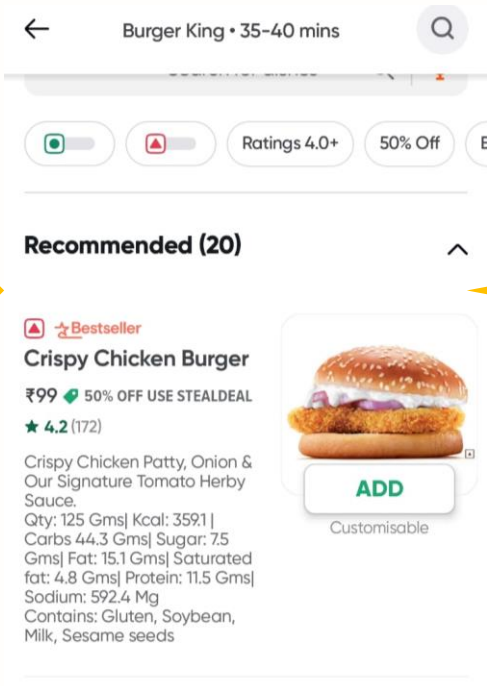 Burger King • 35-40 mins
Ratings 4.0+
50% Off
Recommended (20)
Bestseller
Crispy Chicken Burger
₹99 50% OFF USE STEALDEAL
4.2 (172)
Crispy Chicken Patty, Onion &
Our Signature Tomato Herby
Sauce.
Qty: 125 Gms| Kcal: 359.1 |
Carbs 44.3 Gms| Sugar: 7.5
Gms| Fat: 15.1 Gms| Saturated
fat: 4.8 Gms| Protein: 11.5 Gms|
Sodium: 592.4 Mg
Contains: Gluten, Soybean,
Milk, Sesame seeds
ADD
Customisable